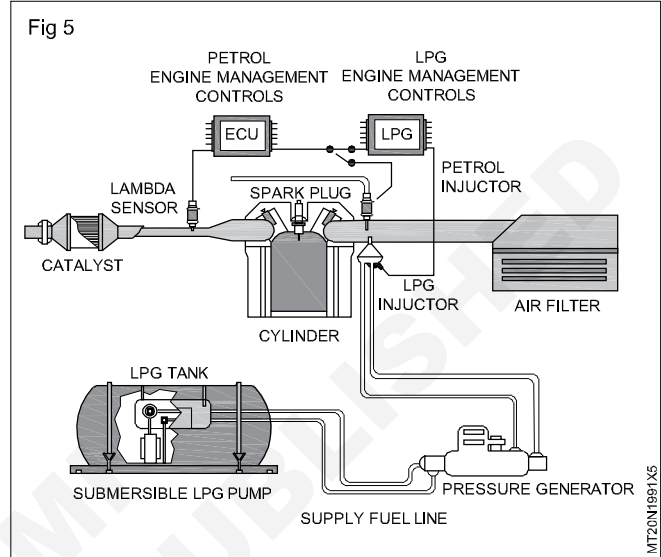 Fig 5
PETROL
ENGINE MANAGEMENT
CONTROLS
LPG
ENGINE MANAGEMENT
CONTROLS
ECU
LPG
PETROL
INJUCTOR
LAMBDA
SENSOR
SPARK PLUG
CATALYST
LPG
INJUCTOR
AIR FILTER
CYLINDER
LPG TANK
SUBMERSIBLE LPG PUMP
PRESSURE GENERATOR
SUPPLY FUEL LINE
MT20N1991X5